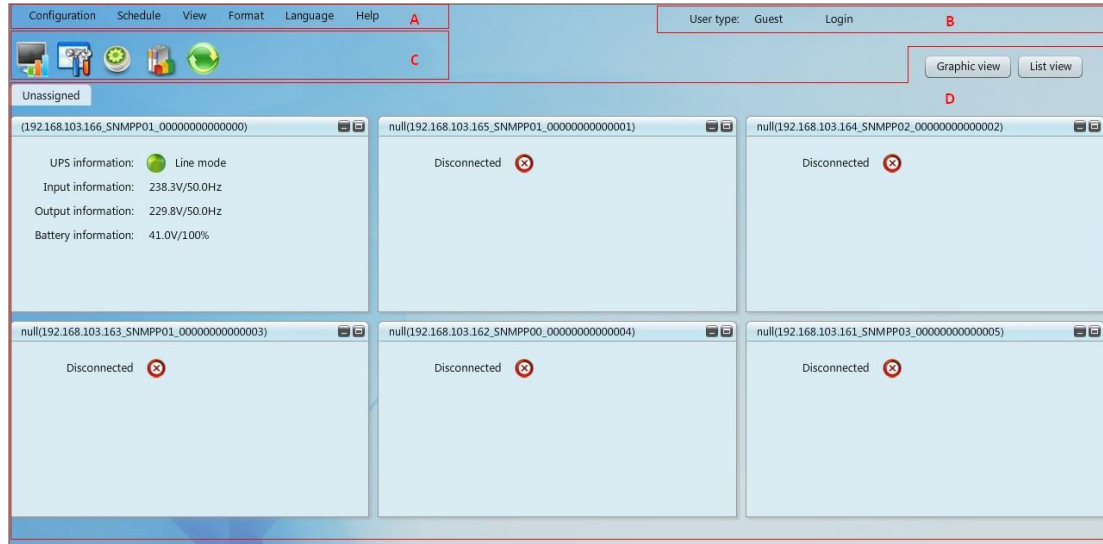 Configuration Schedule View Format Language Help A
User type: Guest Login B
C
Graphic view List view
D
Unassigned
(192.168.103.166_SNMPP01_00000000000000)
UPS information: Line mode
Input information: 238.3V/50.0Hz
Output information: 229.8V/50.0Hz
Battery information: 41.0V/100%
null(192.168.103.165_SNMPP01_00000000000001)
Disconnected
null(192.168.103.164_SNMPP02_00000000000002)
Disconnected
null(192.168.103.163_SNMPP01_00000000000003)
Disconnected
null(192.168.103.162_SNMPP00_00000000000004)
Disconnected
null(192.168.103.161_SNMPP03_00000000000005)
Disconnected